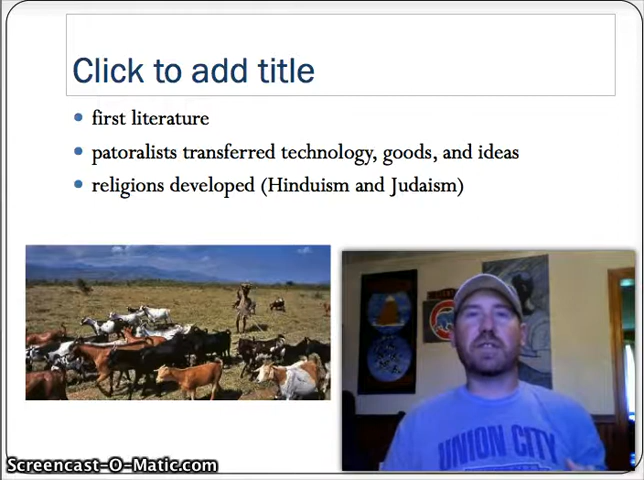 Click to add title
first literature
patoralists transferred technology, goods, and ideas
religions developed (Hinduism and Judaism)
UNION CITY
Screencast-O-Matic.com